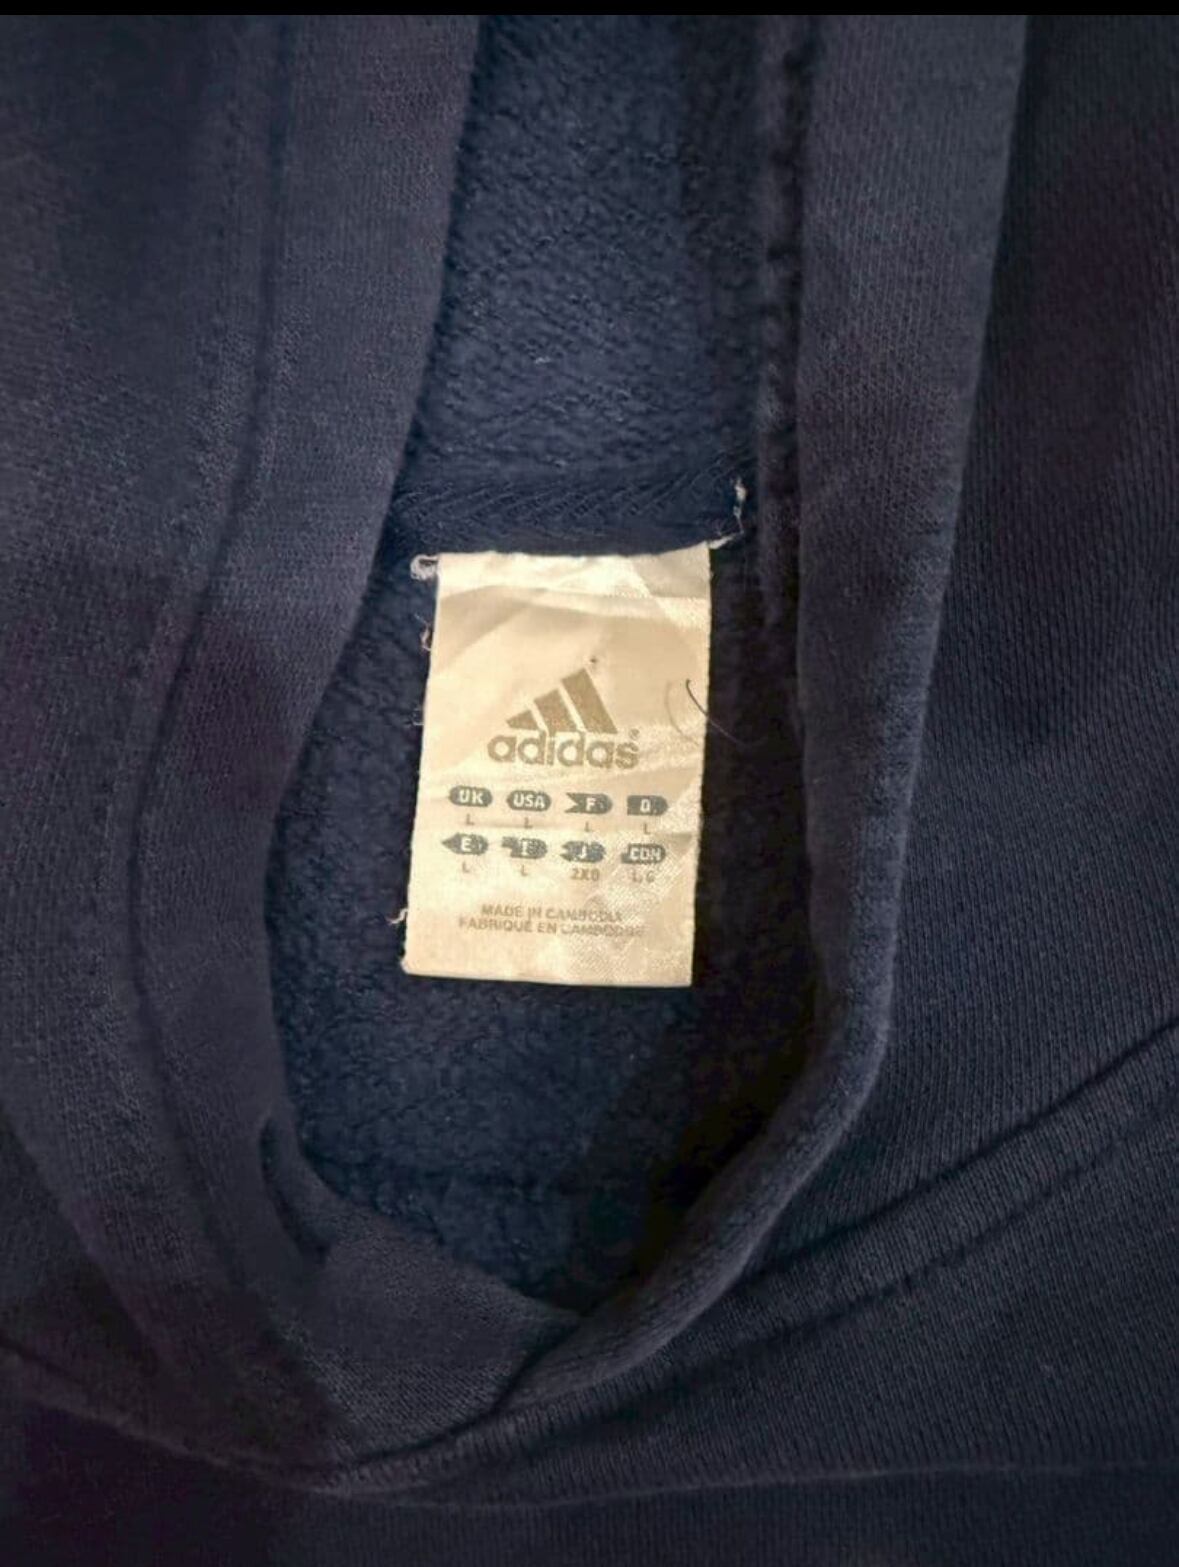 adidas®
UK USA F D
L L L L
E I J CDN
L L 2XO L/G
MADE IN CAMBODIA
FABRIQUÉ EN CAMBODGE